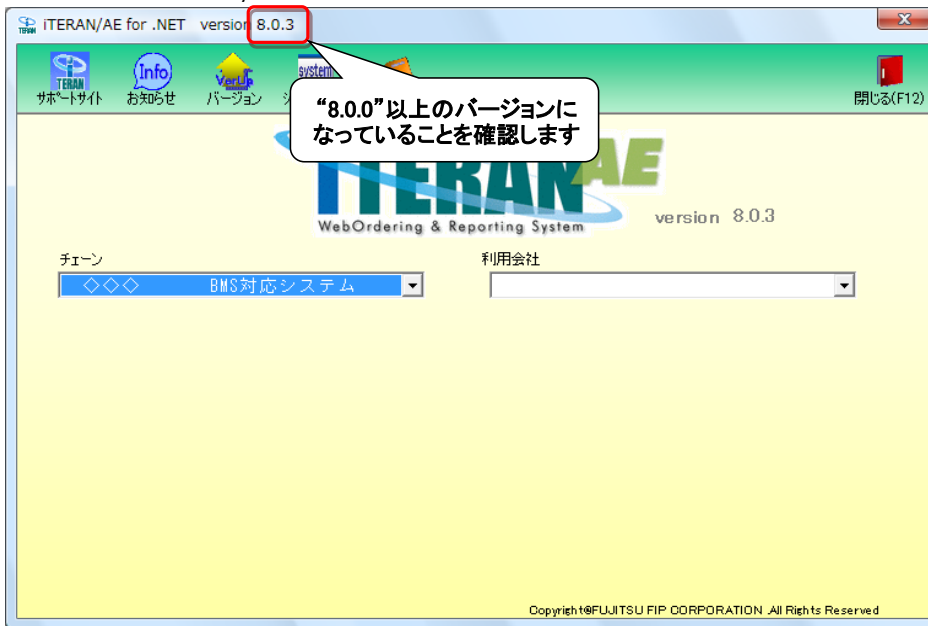 iTERAN/AE for .NET version 8.0.3
TERAN
Info
VerUp
system
サポートサイト
お知らせ
バージョン
閉じる(F12)
“8.0.0”以上のバージョンに
なっていることを確認します
iTERAN AE
WebOrdering & Reporting System
version 8.0.3
チェーン
利用会社
◇◇◇ BMS対応システム
Copyright@FUJITSU FIP CORPORATION .All Rights Reserved